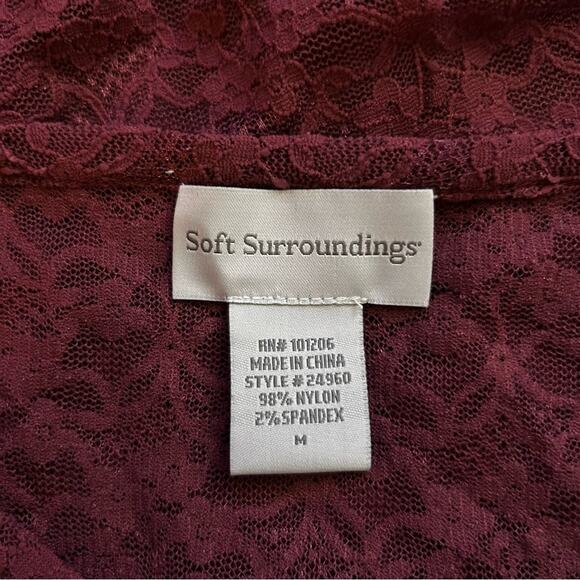 Soft Surroundings
RN# 101206
MADE IN CHINA
STYLE # 24960
98% NYLON
2% SPANDEX
M